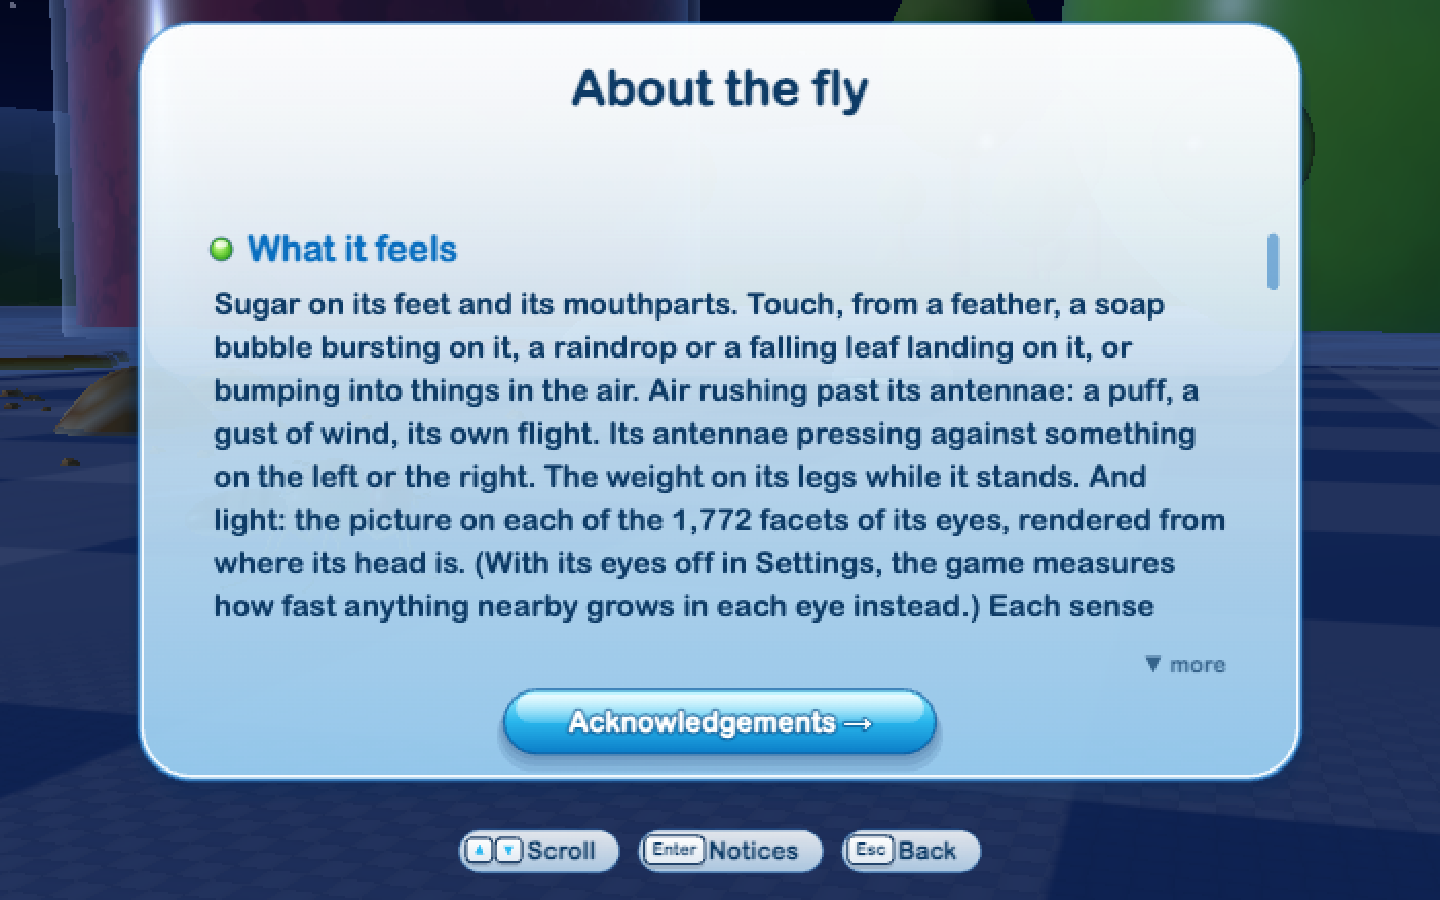 About the fly
What it feels
Sugar on its feet and its mouthparts. Touch, from a feather, a soap
bubble bursting on it, a raindrop or a falling leaf landing on it, or
bumping into things in the air. Air rushing past its antennae: a puff, a
gust of wind, its own flight. Its antennae pressing against something
on the left or the right. The weight on its legs while it stands. And
light: the picture on each of the 1,772 facets of its eyes, rendered from
where its head is. (With its eyes off in Settings, the game measures
how fast anything nearby grows in each eye instead.) Each sense
▼ more
Acknowledgements →
▲ ▼ Scroll
Enter Notices
Esc Back